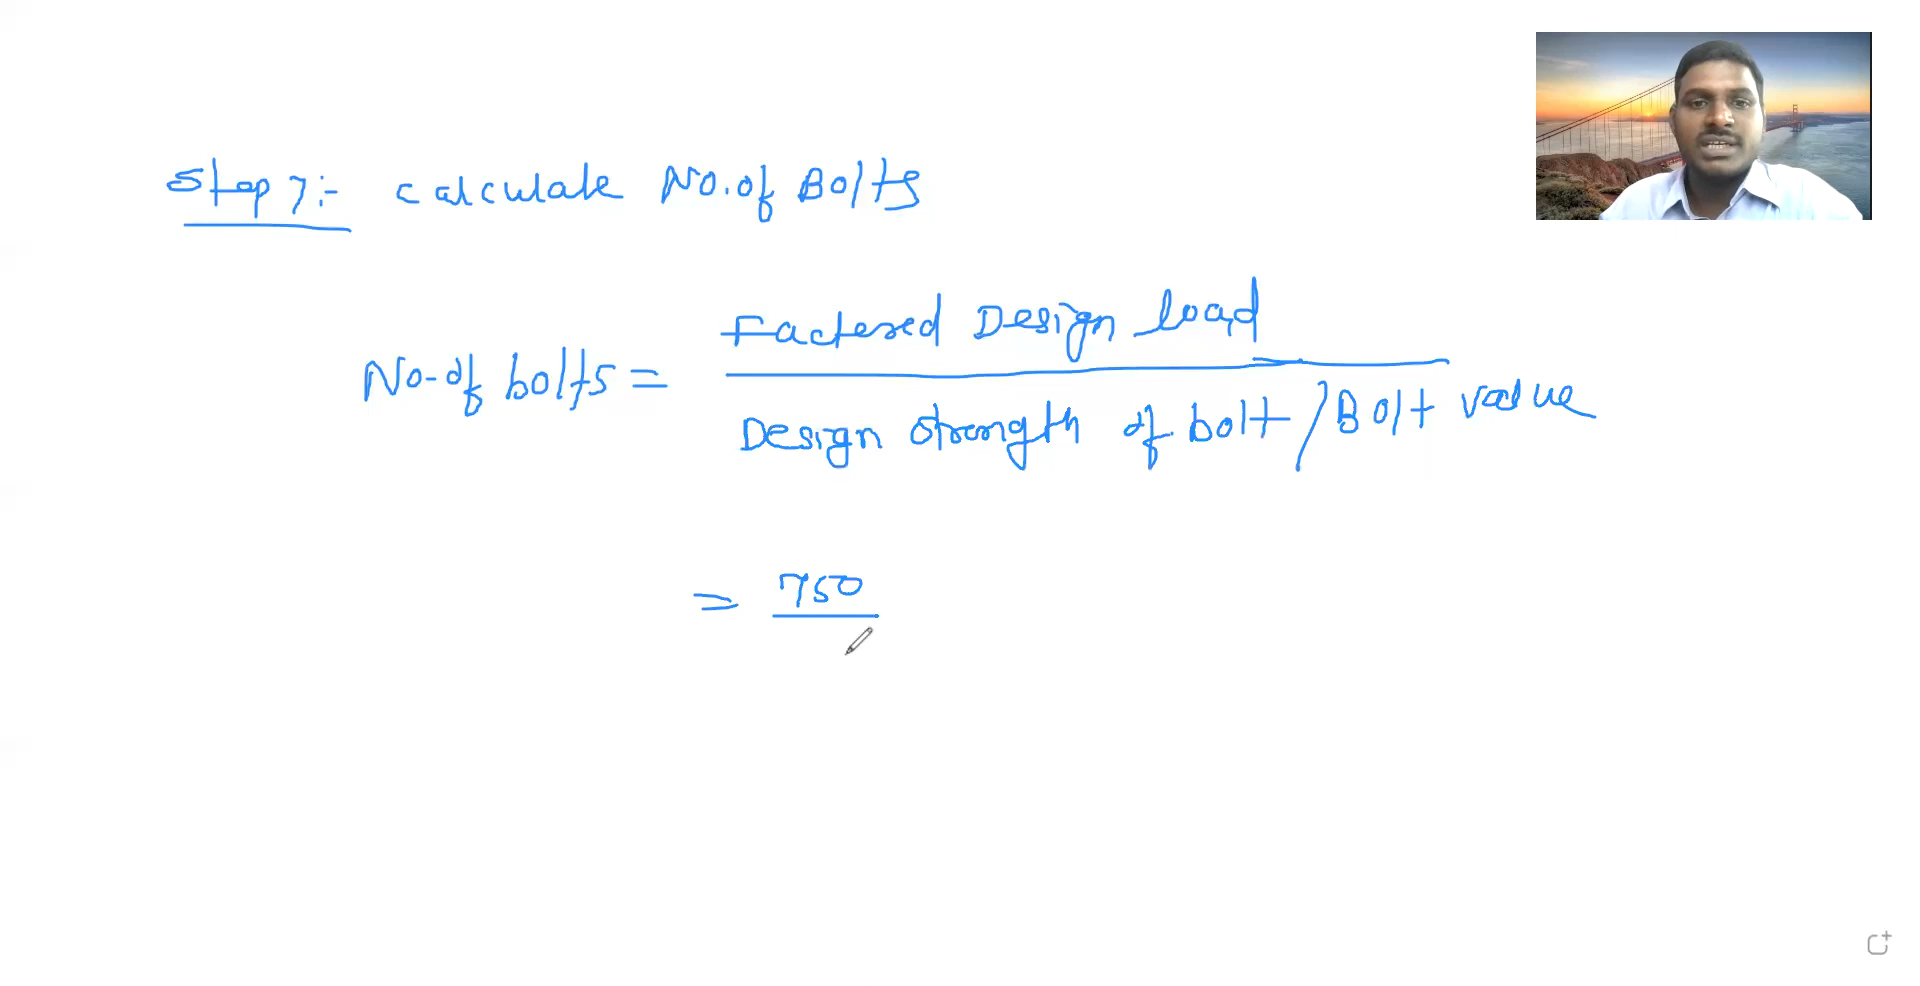 Step 7:- calculate No. of Bolts
Factored Design load
No. of bolts = 
Design strength of bolt / Bolt value
= 750